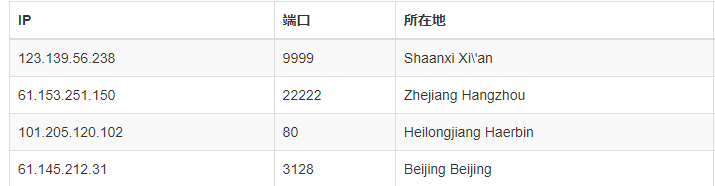 IP 端口 所在地
123.139.56.238 9999 Shaanxi Xi\'an
61.153.251.150 22222 Zhejiang Hangzhou
101.205.120.102 80 Heilongjiang Haerbin
61.145.212.31 3128 Beijing Beijing